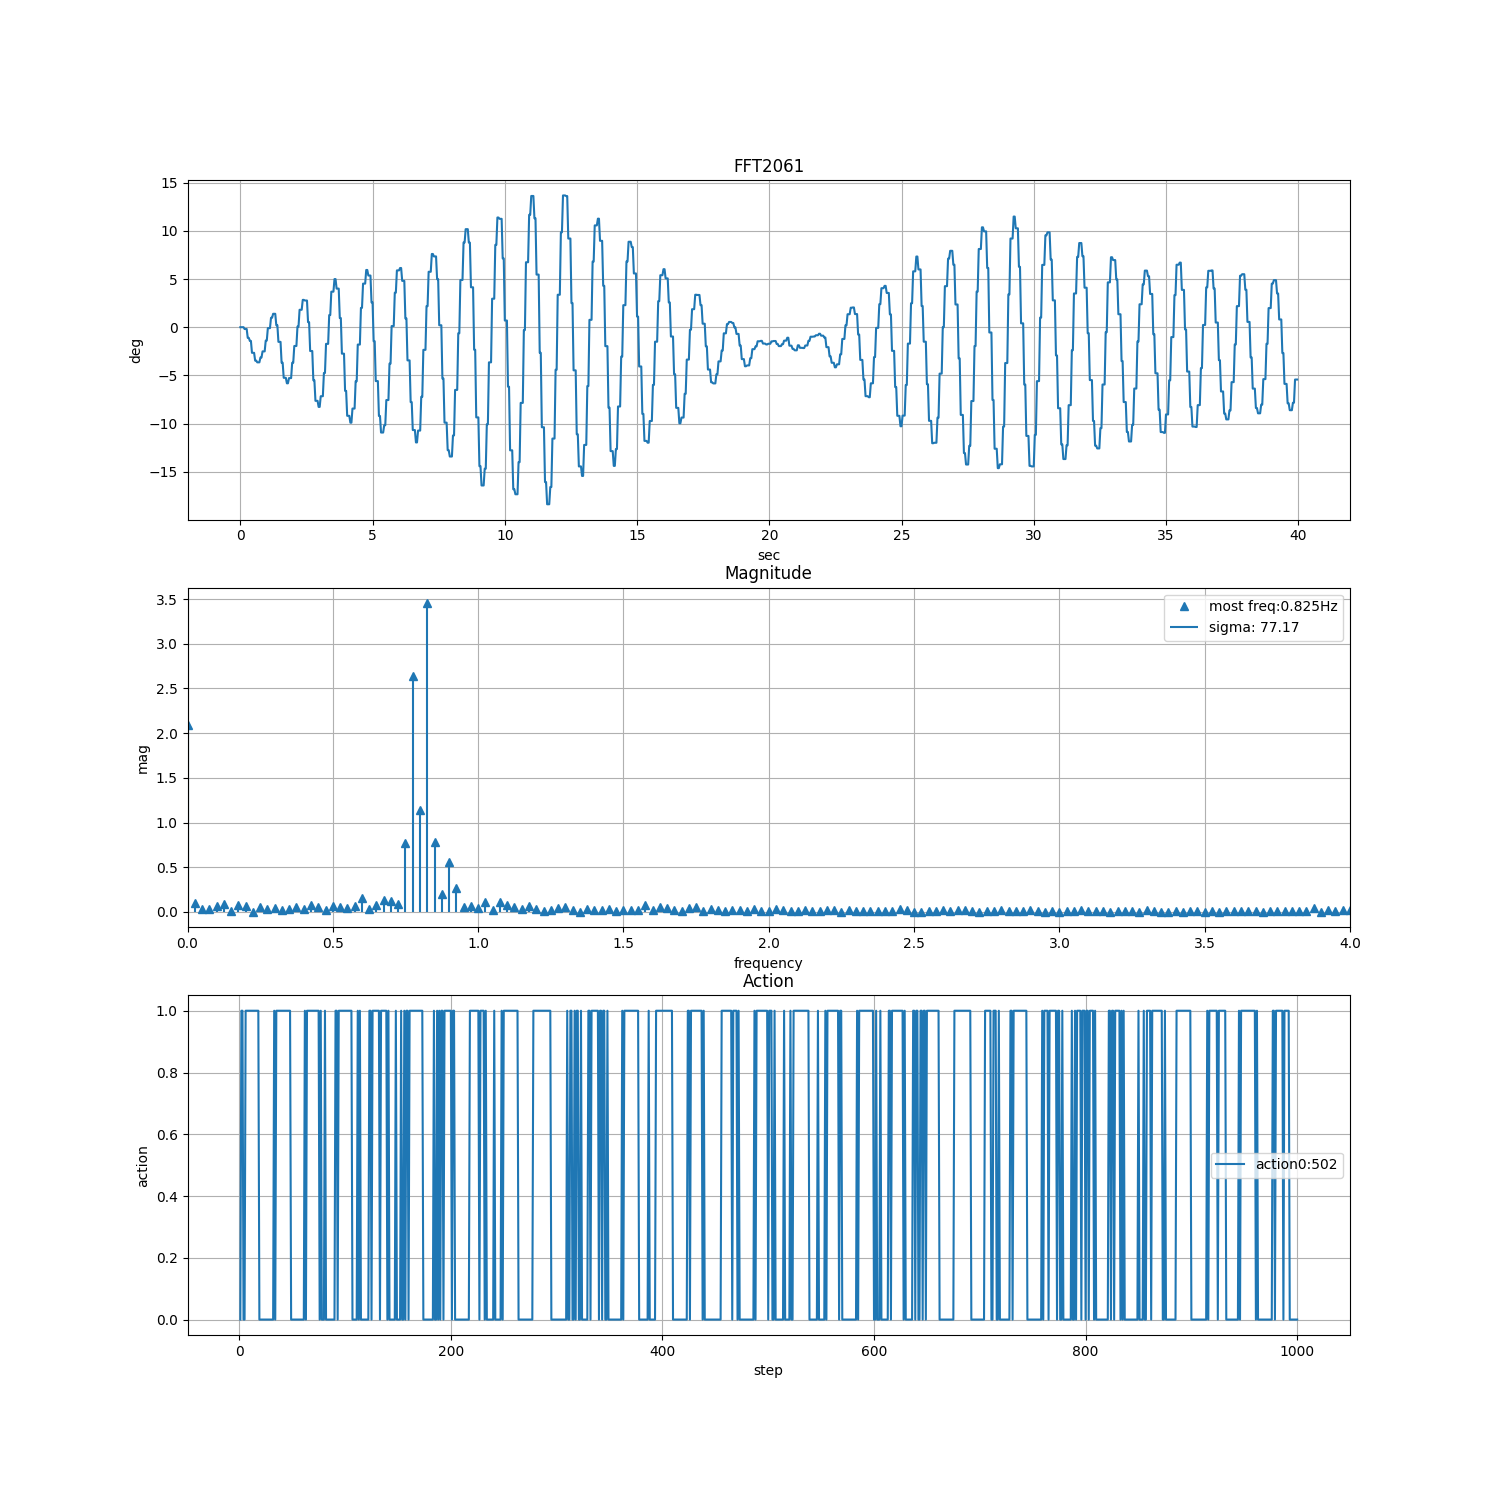 FFT2061
15
10
5
0
−5
−10
−15
deg
0 5 10 15 20 25 30 35 40
sec
Magnitude
3.5
3.0
2.5
2.0
1.5
1.0
0.5
0.0
mag
most freq:0.825Hz
sigma: 77.17
0.0 0.5 1.0 1.5 2.0 2.5 3.0 3.5 4.0
frequency
Action
1.0
0.8
0.6
0.4
0.2
0.0
action
action0:502
0 200 400 600 800 1000
step